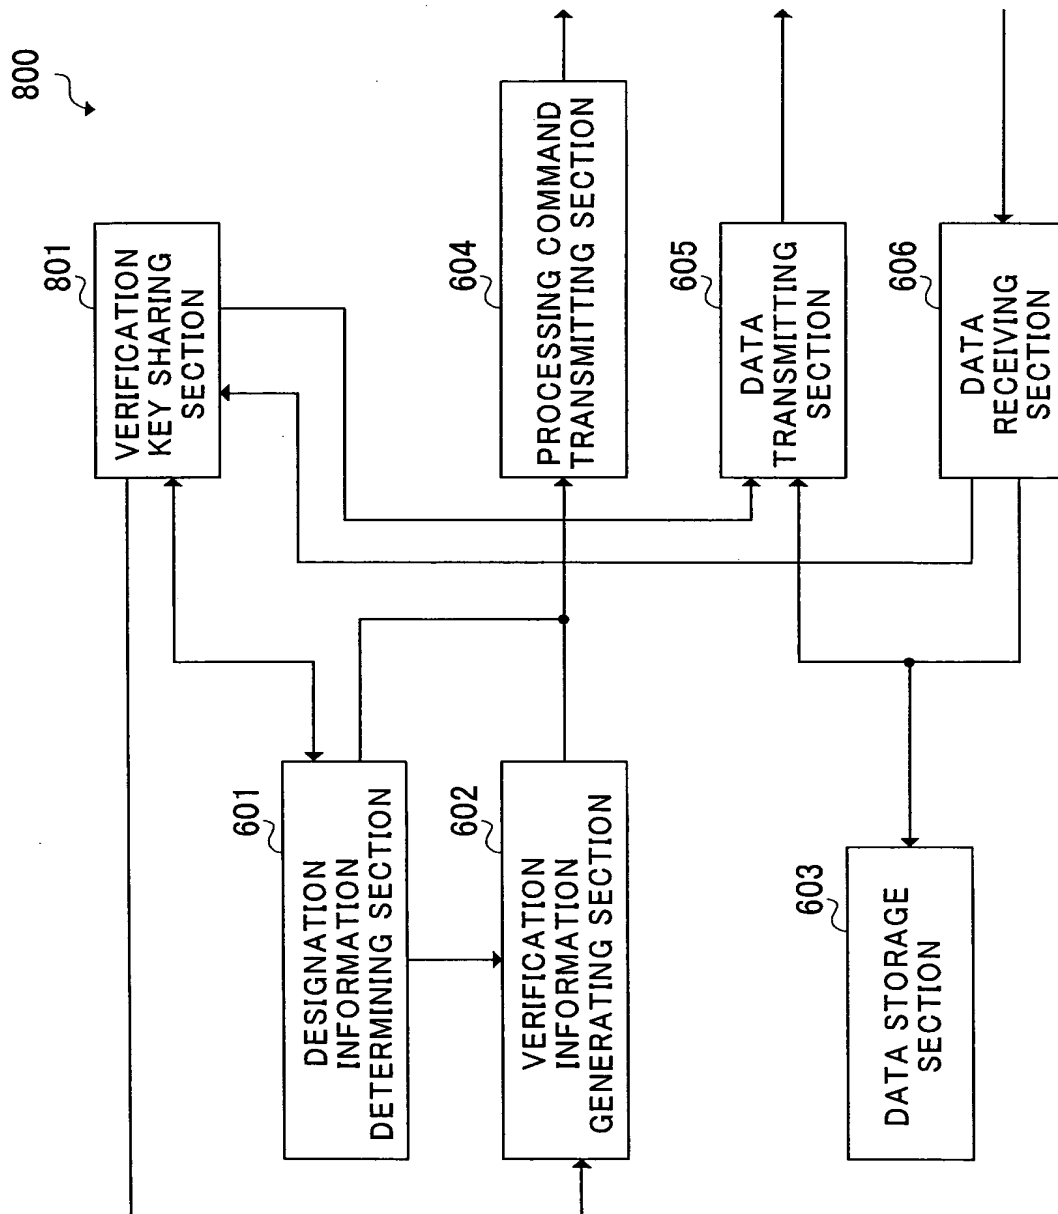 800
801
VERIFICATION
KEY SHARING
SECTION
601
DESIGNATION
INFORMATION
DETERMINING SECTION
602
VERIFICATION
INFORMATION
GENERATING SECTION
604
PROCESSING COMMAND
TRANSMITTING SECTION
605
DATA
TRANSMITTING
SECTION
603
DATA STORAGE
SECTION
606
DATA
RECEIVING
SECTION